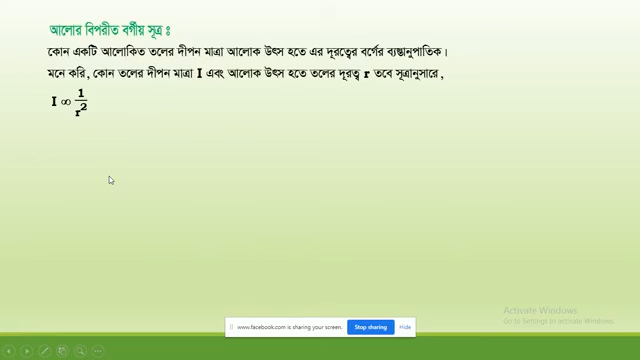 আলোর বিপরীত বর্গীয় সূত্র ঃ
কোন একটি আলোকিত তলের দীপন মাত্রা আলোক উৎস হতে এর দূরত্বের বর্গের ব্যস্তানুপাতিক।
মনে করি, কোন তলের দীপন মাত্রা I এবং আলোক উৎস হতে তলের দূরত্ব r তবে সূত্রানুসারে,
I ∞ 1/r²
Activate Windows
Go to Settings to activate Windows.
www.facebook.com is sharing your screen. Stop sharing Hide